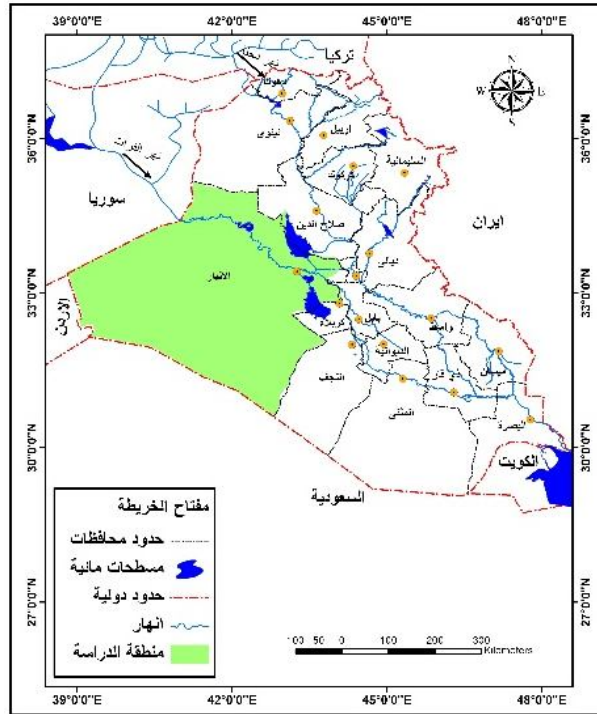 39°0'0"E 42°0'0"E 45°0'0"E 48°0'0"E
تركيا
N
W E
S
دهوك
نينوى
اربيل
السليمانية
كركوك
36°0'0"N 36°0'0"N
سوريا
ايران
صلاح الدين
ديالى
الانبار
33°0'0"N 33°0'0"N
الاردن
كربلاء
بابل
واسط
النجف
القادسية
ميسان
ذي قار
المثنى
البصرة
30°0'0"N 30°0'0"N
الكويت
السعودية
مفتاح الخريطة
حدود محافظات
مسطحات مائية
حدود دولية
انهار
منطقة الدراسة
27°0'0"N 27°0'0"N
100 50 0 100 200 300
Kilometers
39°0'0"E 42°0'0"E 45°0'0"E 48°0'0"E